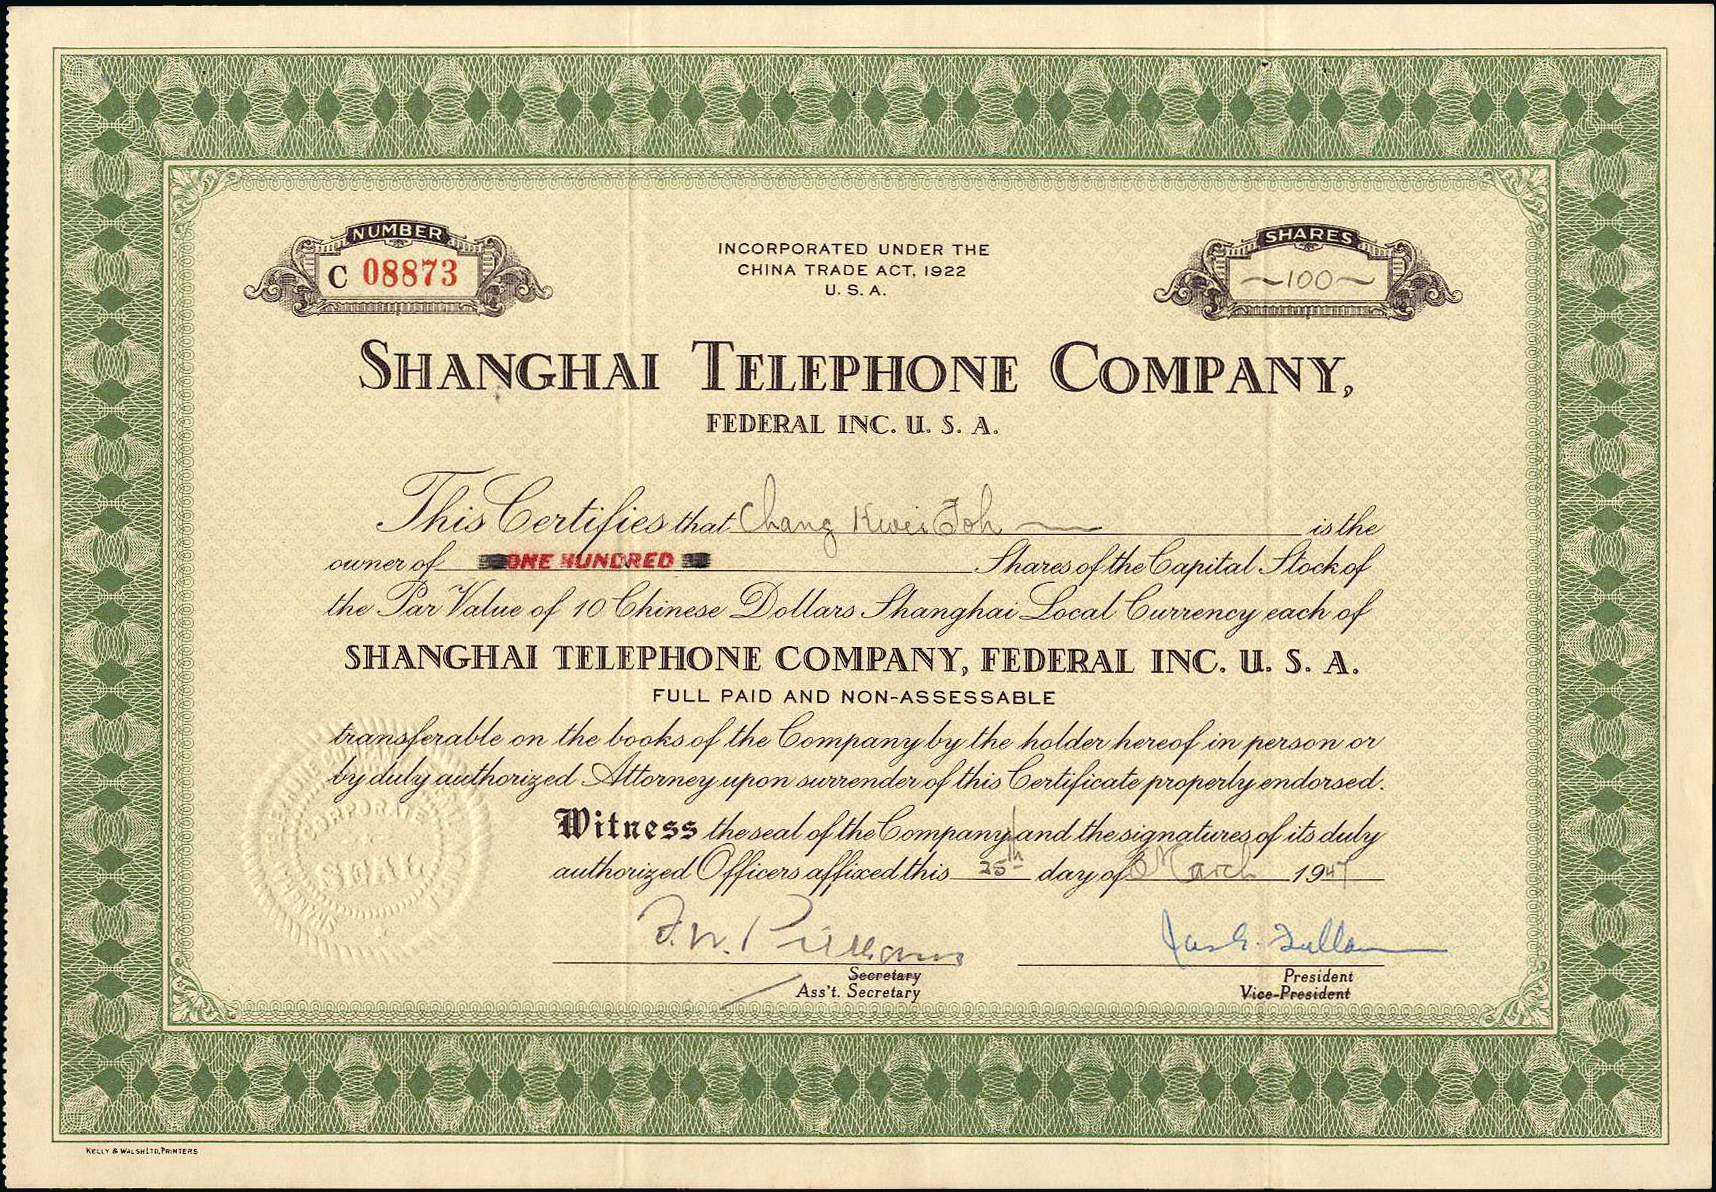 NUMBER
C 08873
INCORPORATED UNDER THE
CHINA TRADE ACT, 1922
U. S. A.
SHARES
~100~
SHANGHAI TELEPHONE COMPANY,
FEDERAL INC. U. S. A.
This Certifies that Chang Kwei Foh is the
owner of ONE HUNDRED Shares of the Capital Stock of
the Par Value of 10 Chinese Dollars Shanghai Local Currency each of
SHANGHAI TELEPHONE COMPANY, FEDERAL INC. U. S. A.
FULL PAID AND NON-ASSESSABLE
transferable on the books of the Company by the holder hereof in person or
by duly authorized Attorney upon surrender of this Certificate properly endorsed.
Witness the seal of the Company and the signatures of its duly
authorized Officers affixed this 25th day of March 1947
CORPORATE
SEAL
F. W.
Secretary
Ass't. Secretary
President
Vice-President
KELLY & WALSH LTD. PRINTERS